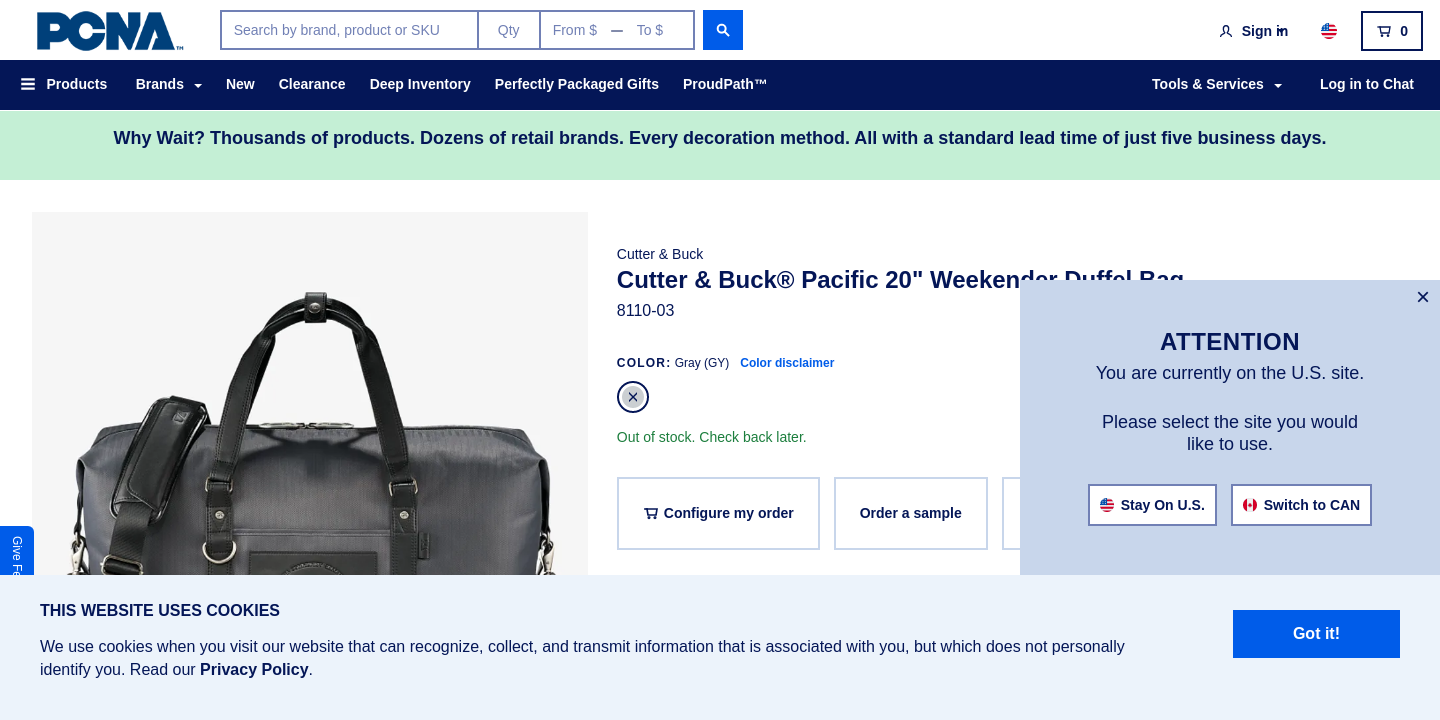 PCNA™
Search by brand, product or SKU
Qty
From $ — To $
Sign in
0
Products
Brands
New
Clearance
Deep Inventory
Perfectly Packaged Gifts
ProudPath™
Tools & Services
Log in to Chat
Why Wait? Thousands of products. Dozens of retail brands. Every decoration method. All with a standard lead time of just five business days.
Cutter & Buck
Cutter & Buck® Pacific 20" Weekender Duffel Bag
8110-03
COLOR: Gray (GY) Color disclaimer
Out of stock. Check back later.
Configure my order
Order a sample
ATTENTION
You are currently on the U.S. site.
Please select the site you would
like to use.
Stay On U.S.
Switch to CAN
Give
THIS WEBSITE USES COOKIES
We use cookies when you visit our website that can recognize, collect, and transmit information that is associated with you, but which does not personally
identify you. Read our Privacy Policy.
Got it!